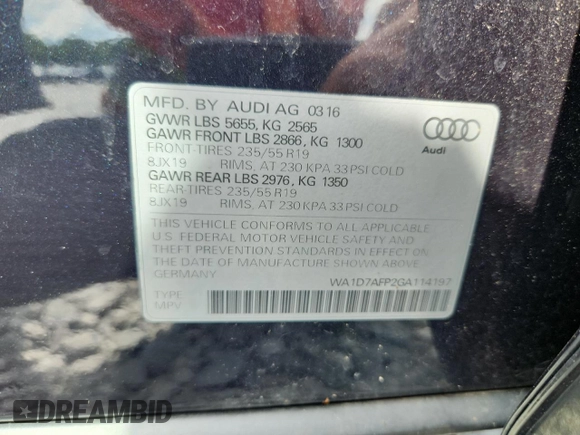 MFD. BY AUDI AG 03 16
GVWR LBS 5655, KG 2565
GAWR FRONT LBS 2866, KG 1300
FRONT-TIRES 235/55 R19
8JX19 RIMS, AT 230 KPA 33 PSI COLD
GAWR REAR LBS 2976, KG 1350
REAR-TIRES 235/55 R19
8JX19 RIMS, AT 230 KPA 33 PSI COLD
Audi
THIS VEHICLE CONFORMS TO ALL APPLICABLE
U.S. FEDERAL MOTOR VEHICLE SAFETY AND
THEFT PREVENTION STANDARDS IN EFFECT ON
THE DATE OF MANUFACTURE SHOWN ABOVE.
GERMANY
WA1D7AFP2GA114197
TYPE:
MPV
DREAMBID